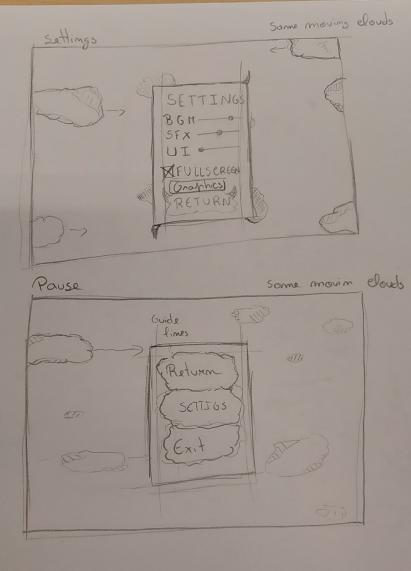 Settings
Some moving clouds
SETTINGS
BGM
SFX
UI
FULLSCREEN
Graphics
RETURN
Pause
Some movin clouds
Guide
lines
Return
SETTIGS
Exit